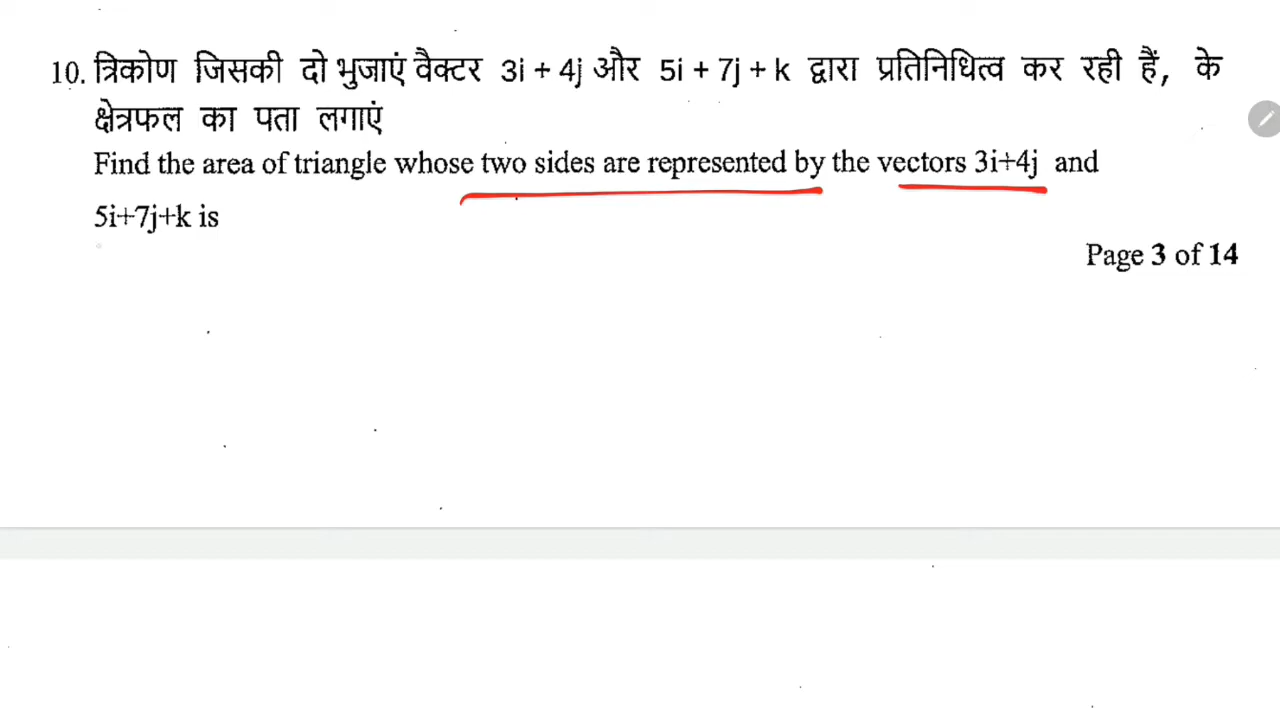 10. त्रिकोण जिसकी दो भुजाएं वैक्टर 3i + 4j और 5i + 7j + k द्वारा प्रतिनिधित्व कर रही हैं, के
क्षेत्रफल का पता लगाएं
Find the area of triangle whose two sides are represented by the vectors 3i+4j and
5i+7j+k is
Page 3 of 14